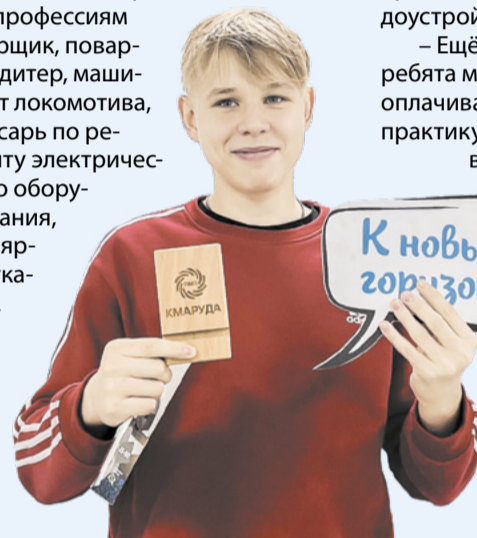 профессиям
рщик, повар-
дитер, маши-
т локомотива,
сарь по ре-
нту электричес-
о обору-
ания,
яр-
ка-
доустрой
– Ещё
ребята м
оплачива
практику
в
КМАРУДА
К новы
горизо